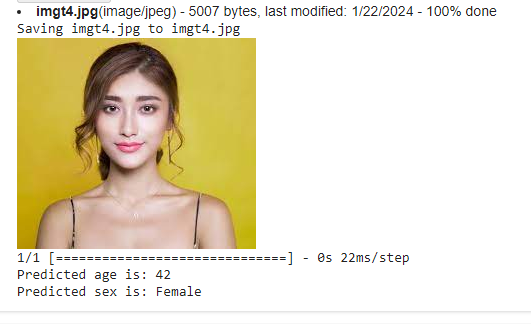 • imgt4.jpg(image/jpeg) - 5007 bytes, last modified: 1/22/2024 - 100% done
Saving imgt4.jpg to imgt4.jpg
1/1 [==============================] - 0s 22ms/step
Predicted age is: 42
Predicted sex is: Female